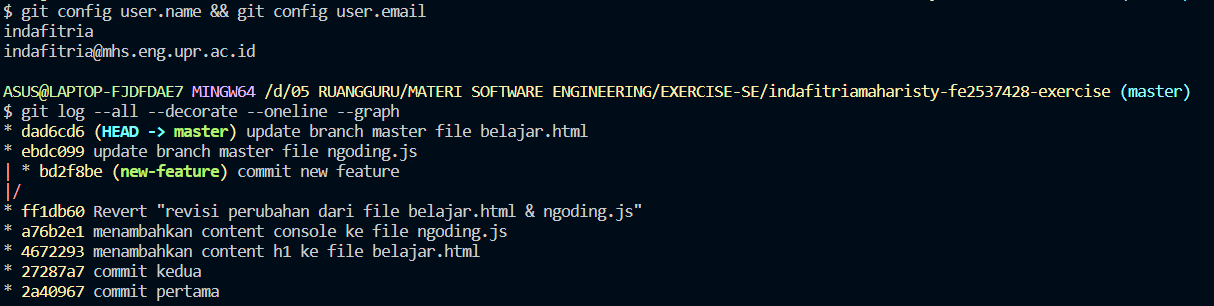 $ git config user.name && git config user.email
indafitria
indafitria@mhs.eng.upr.ac.id
ASUS@LAPTOP-FJDFDAE7 MINGW64 /d/05 RUANGGURU/MATERI SOFTWARE ENGINEERING/EXERCISE-SE/indafitriamaharisty-fe2537428-exercise (master)
$ git log --all --decorate --oneline --graph
* dad6cd6 (HEAD -> master) update branch master file belajar.html
* ebdc099 update branch master file ngoding.js
| * bd2f8be (new-feature) commit new feature
|/
* ff1db60 Revert "revisi perubahan dari file belajar.html & ngoding.js"
* a76b2e1 menambahkan content console ke file ngoding.js
* 4672293 menambahkan content h1 ke file belajar.html
* 27287a7 commit kedua
* 2a40967 commit pertama